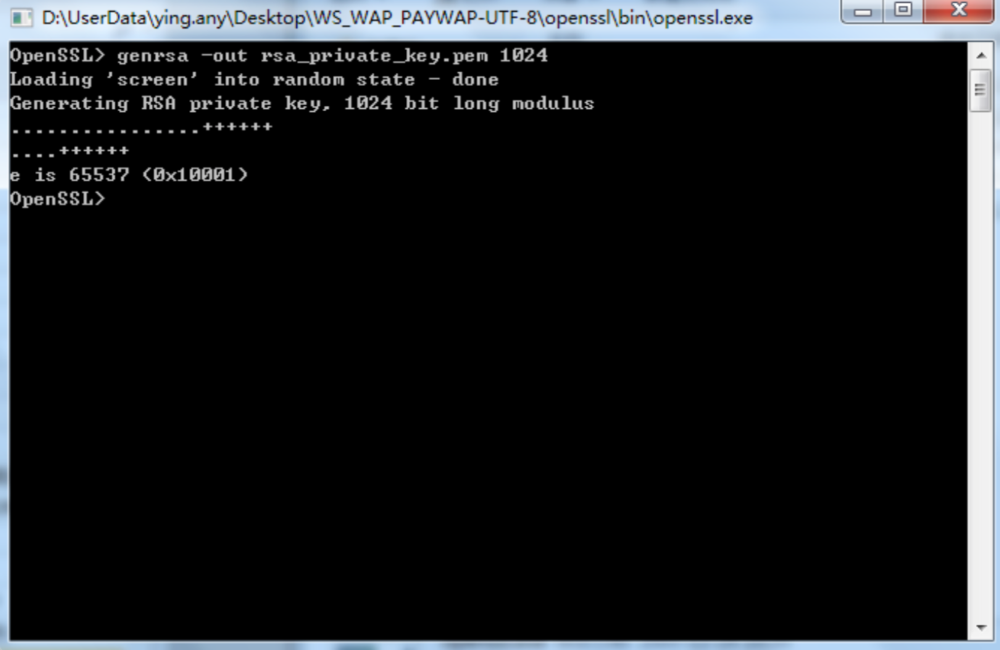 D:\UserData\ying.any\Desktop\WS_WAP_PAYWAP-UTF-8\openssl\bin\openssl.exe
OpenSSL> genrsa -out rsa_private_key.pem 1024
Loading 'screen' into random state - done
Generating RSA private key, 1024 bit long modulus
................++++++
....++++++
e is 65537 (0x10001)
OpenSSL>